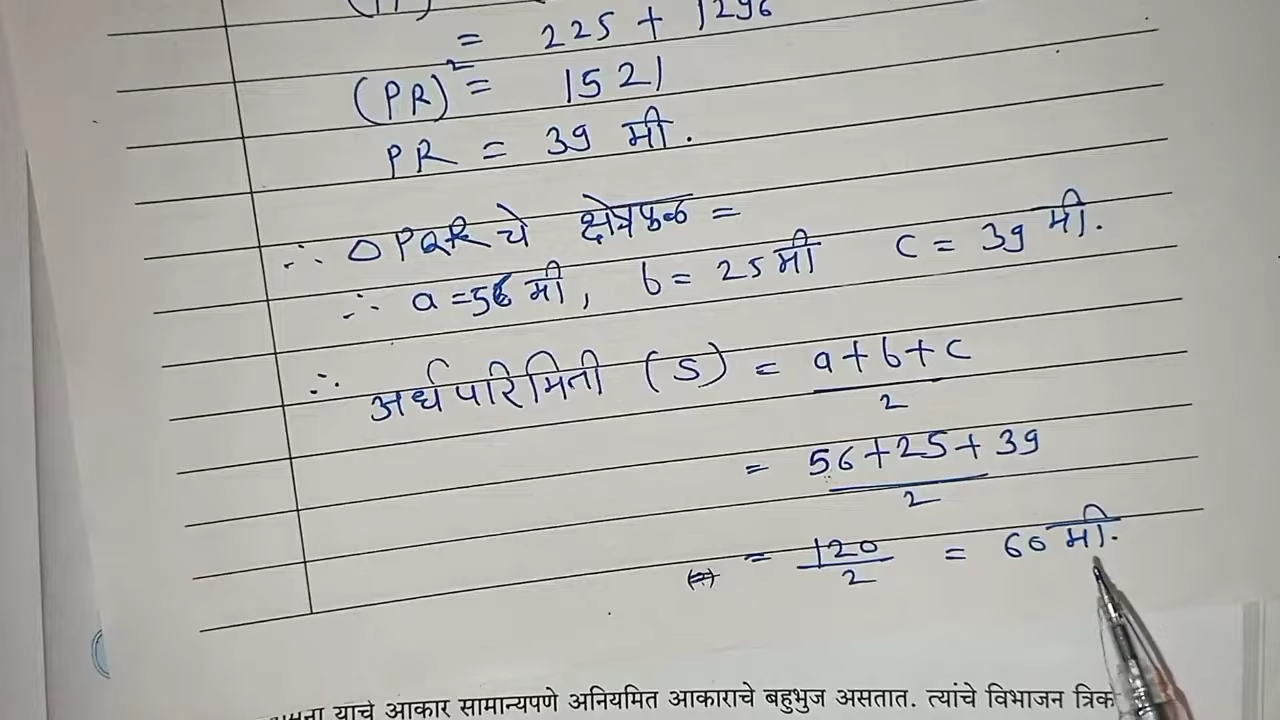 = 225 + 1296
(PR)² = 1521
PR = 39 मी.
∴ △PQR चे क्षेत्रफळ =
∴ a = 56 मी, b = 25 मी c = 39 मी.
∴ अर्धपरिमिती (S) = a+b+c / 2
= 56+25+39 / 2
= 120 / 2 = 60 मी.
याचे आकार सामान्यपणे अनियमित आकाराचे बहुभुज असतात. त्यांचे विभाजन